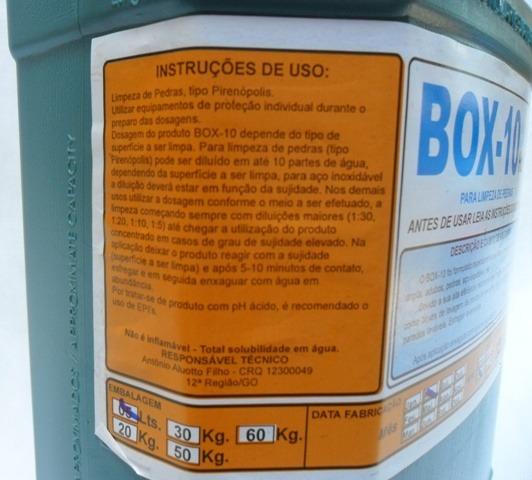 INSTRUÇÕES DE USO:
Limpeza de Pedras, tipo Pirenópolis.
Utilizar equipamentos de proteção individual durante o
preparo das dosagens.
Dosagem do produto BOX-10 depende do tipo de
superfície a ser limpa. Para limpeza de pedras (tipo
Pirenópolis) pode ser diluído em até 10 partes de água,
dependendo da superfície a ser limpa, para aço inoxidável
a diluição deverá estar em função da sujidade. Nos demais
usos utilizar a dosagem conforme o meio a ser efetuado, a
limpeza começando sempre com diluições maiores (1:30,
1:20, 1:10, 1:5) até chegar a utilização do produto
concentrado em casos de grau de sujidade elevado. Na
aplicação deixar o produto reagir com a sujidade
(superfície a ser limpa) e após 5-10 minutos de contato,
esfregar e em seguida enxaguar com água em
abundância.
Por tratar-se de produto com pH ácido, é recomendado o
uso de EPI's.
Não é inflamável - Total solubilidade em água.
RESPONSÁVEL TÉCNICO
Antônio Aluotto Filho - CRQ 12300049
12ª Região/GO
EMBALAGEM
05 Lts.
20 Kg.
30 Kg.
50 Kg.
60 Kg.
DATA FABRICAÇÃO
Mês
BOX-10
PARA LIMPEZA DE PEDRAS
ANTES DE USAR LEIA AS INSTRUÇÕES
DESCRIÇÃO
O BOX-10 foi formulado
APPROXIMATE CAPACITY